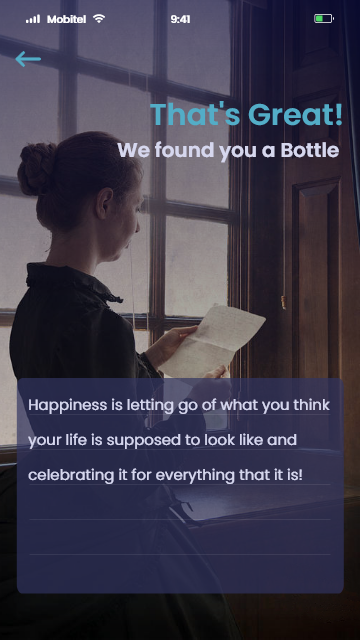 Mobitel 9:41
That's Great!
We found you a Bottle
Happiness is letting go of what you think
your life is supposed to look like and
celebrating it for everything that it is!